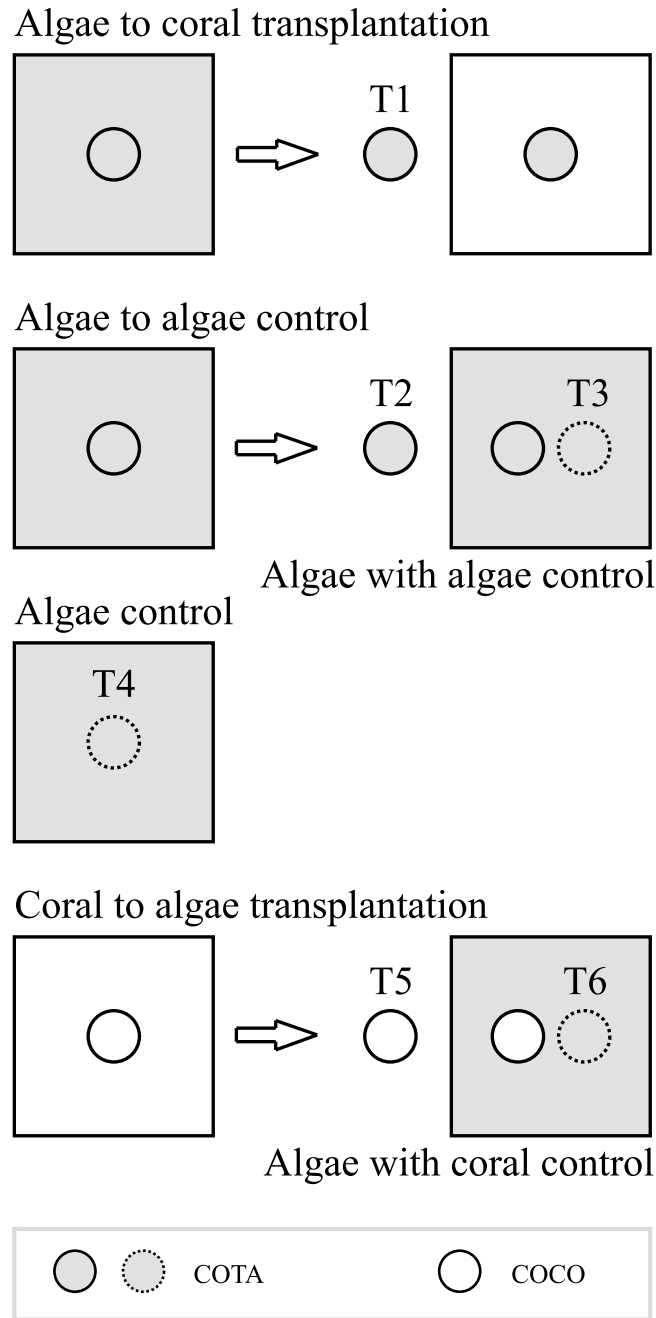 Algae to coral transplantation
T1
Algae to algae control
T2
T3
Algae with algae control
Algae control
T4
Coral to algae transplantation
T5
T6
Algae with coral control
COTA
COCO